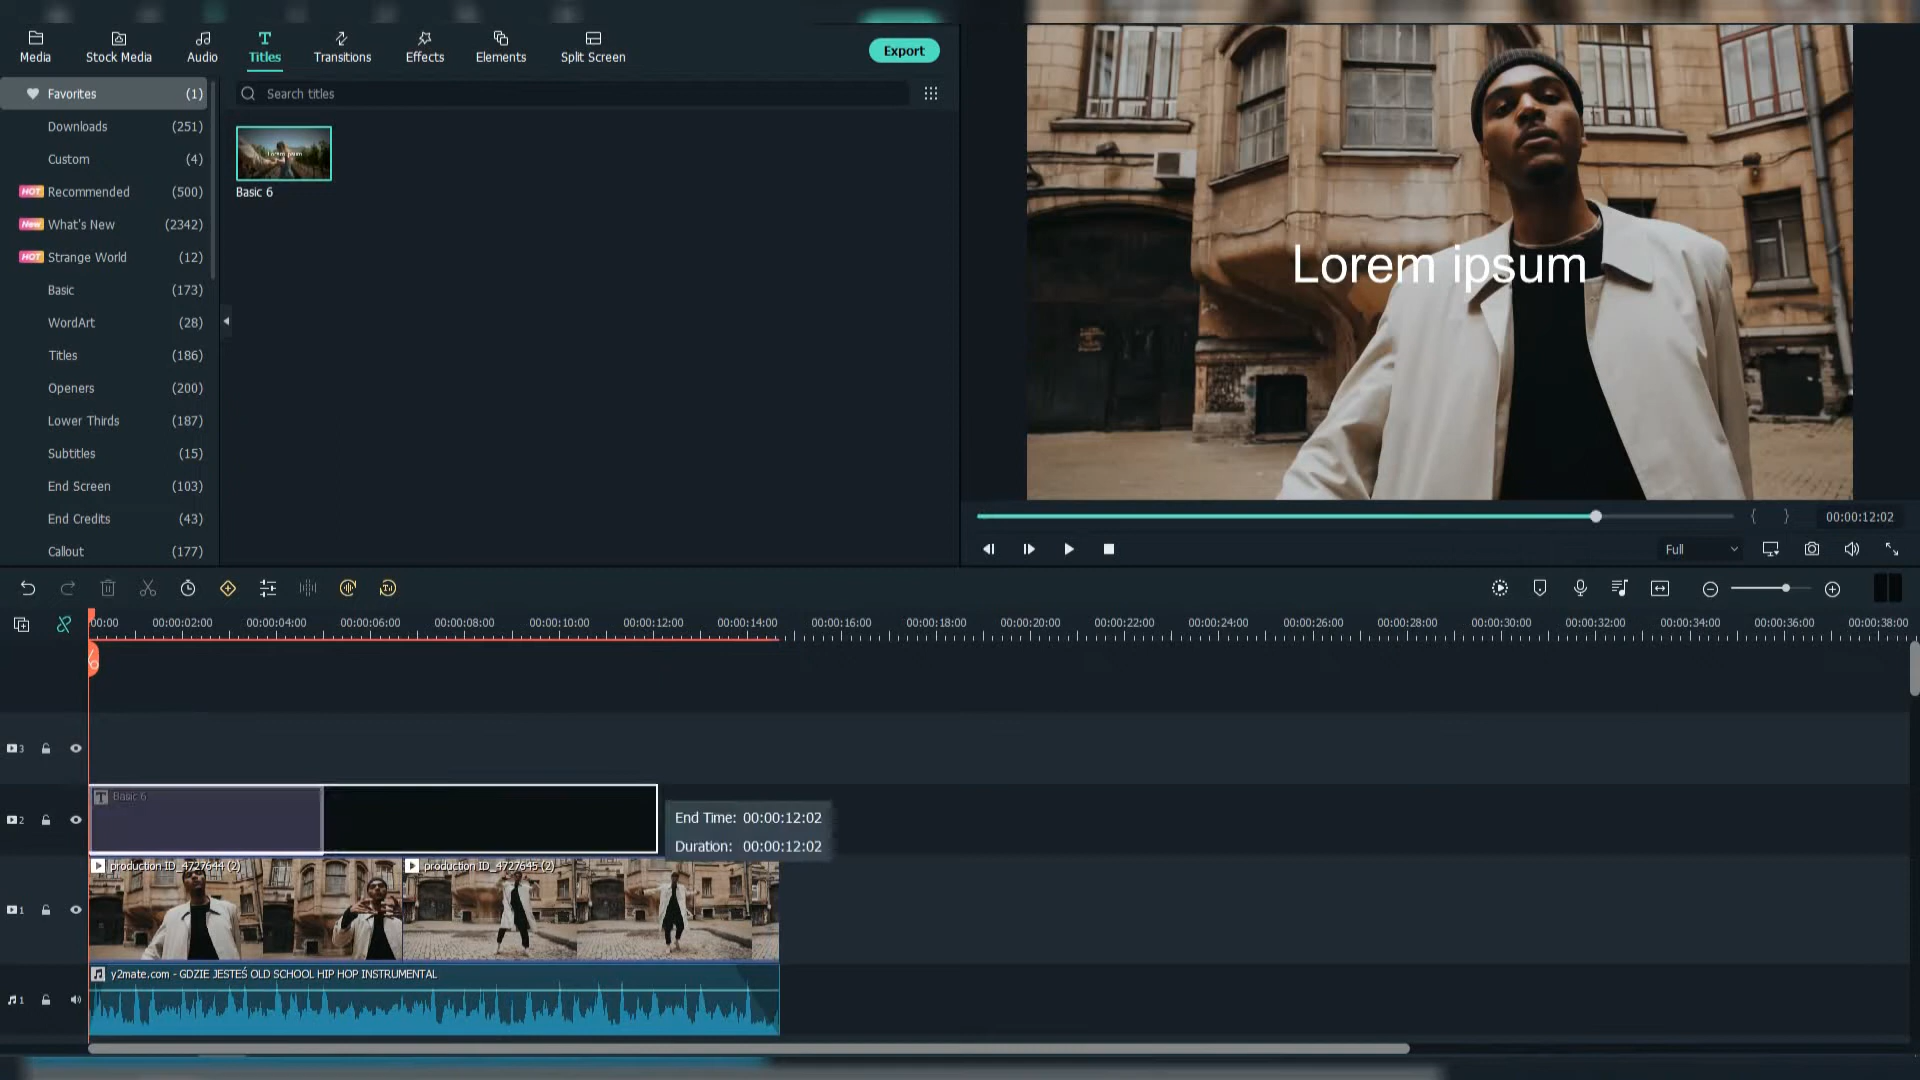 Media
Stock Media
Audio
Titles
Transitions
Effects
Elements
Split Screen
Export
Favorites (1)
Downloads (251)
Custom (4)
HOT Recommended (500)
New What's New (2342)
HOT Strange World (12)
Basic (173)
WordArt (28)
Titles (186)
Openers (200)
Lower Thirds (187)
Subtitles (15)
End Screen (103)
End Credits (43)
Callout (177)
Search titles
Lorem ipsum
Basic 6
Lorem ipsum
{ } 00:00:12:02
Full
00:00 00:00:02:00 00:00:04:00 00:00:06:00 00:00:08:00 00:00:10:00 00:00:12:00 00:00:14:00 00:00:16:00 00:00:18:00 00:00:20:00 00:00:22:00 00:00:24:00 00:00:26:00 00:00:28:00 00:00:30:00 00:00:32:00 00:00:34:00 00:00:36:00 00:00:38:00
3
2
T Basic 6
End Time: 00:00:12:02
Duration: 00:00:12:02
1
production ID_4727644 (2)
production ID_4727645 (2)
1
y2mate.com - GDZIE JESTEŚ OLD SCHOOL HIP HOP INSTRUMENTAL